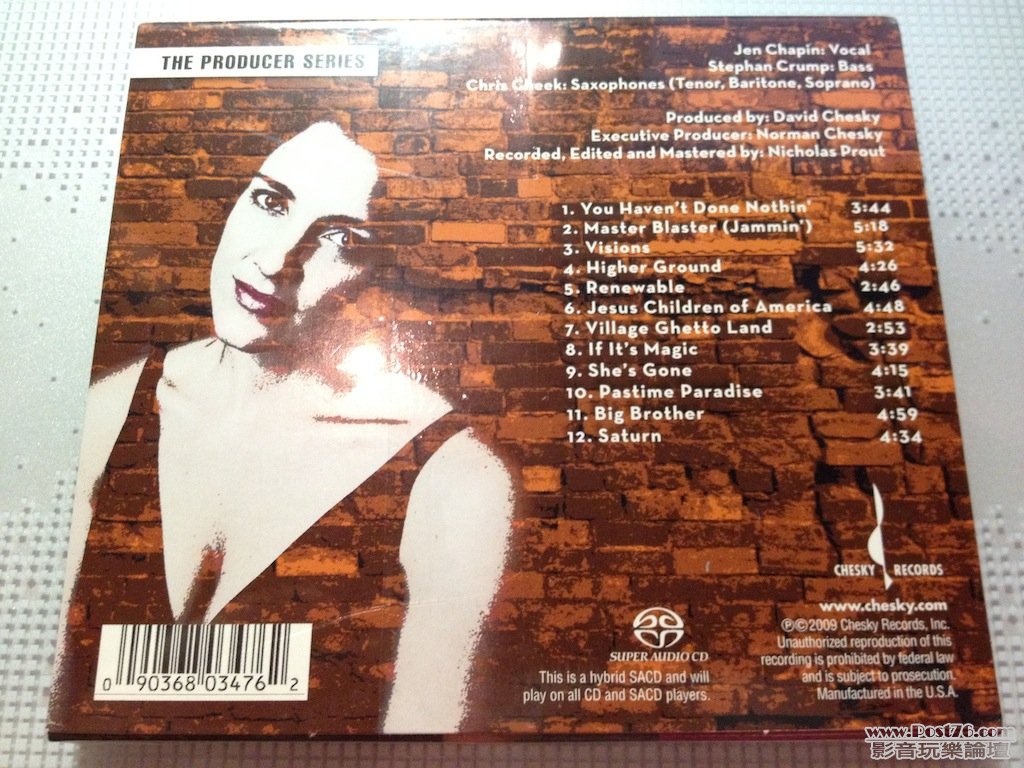 THE PRODUCER SERIES
Jen Chapin: Vocal
Stephan Crump: Bass
Chris Cheek: Saxophones (Tenor, Baritone, Soprano)
Produced by: David Chesky
Executive Producer: Norman Chesky
Recorded, Edited and Mastered by: Nicholas Prout
1. You Haven't Done Nothin' 3:44
2. Master Blaster (Jammin') 5:18
3. Visions 5:32
4. Higher Ground 4:26
5. Renewable 2:46
6. Jesus Children of America 4:48
7. Village Ghetto Land 2:53
8. If It's Magic 3:39
9. She's Gone 4:15
10. Pastime Paradise 3:41
11. Big Brother 4:59
12. Saturn 4:34
CHESKY RECORDS
www.chesky.com
℗©2009 Chesky Records, Inc.
Unauthorized reproduction of this
recording is prohibited by federal law
and is subject to prosecution.
Manufactured in the U.S.A.
SUPER AUDIO CD
This is a hybrid SACD and will
play on all CD and SACD players.
0 90368 03476 2
www.Post76.com
影音玩樂論壇